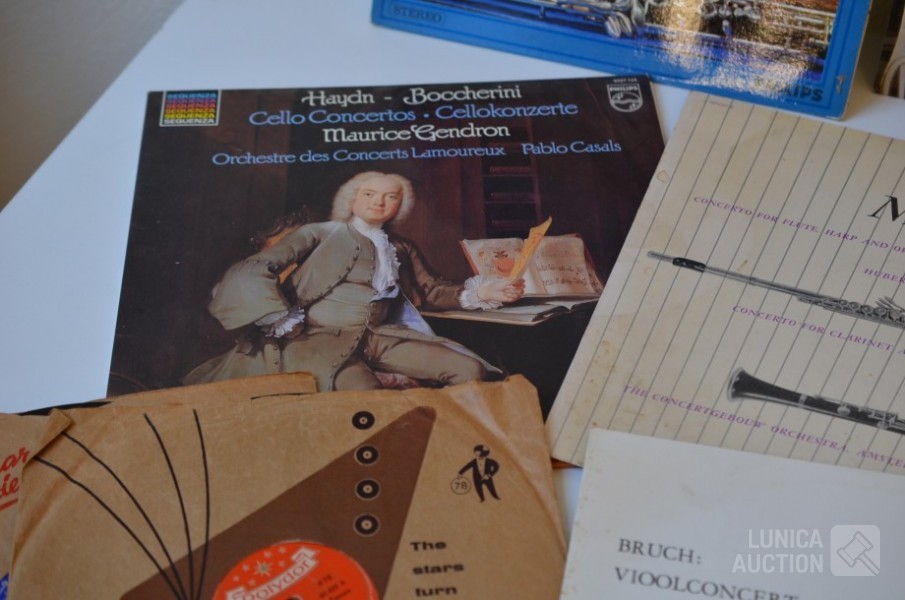 STEREO
SEQUENZA
SEQUENZA
SEQUENZA
SEQUENZA
SEQUENZA
Haydn - Boccherini
Cello Concertos · Cellokonzerte
Maurice Gendron
Orchestre des Concerts Lamoureux Pablo Casals
PHILIPS
CONCERTO FOR FLUTE, HARP AND
CONCERTO FOR CLARINET
THE CONCERTGEBOUW ORCHESTRA,
78
The
stars
turn
Polydor
BRUCH:
VIOOLCONCERT
LUNICA
AUCTION